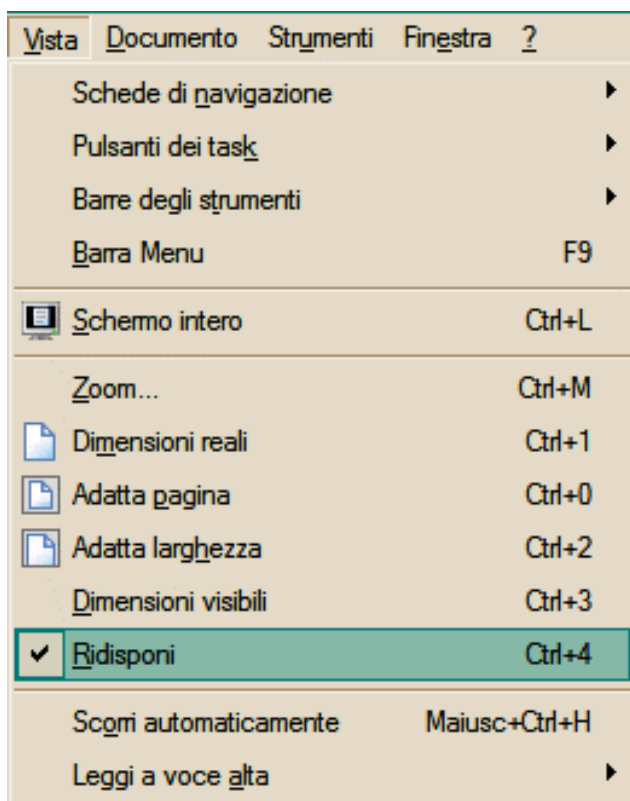 Vista Documento Strumenti Finestra ?
Schede di navigazione
Pulsanti dei task
Barre degli strumenti
Barra Menu F9
Schermo intero Ctrl+L
Zoom... Ctrl+M
Dimensioni reali Ctrl+1
Adatta pagina Ctrl+0
Adatta larghezza Ctrl+2
Dimensioni visibili Ctrl+3
Ridisponi Ctrl+4
Scorri automaticamente Maiusc+Ctrl+H
Leggi a voce alta